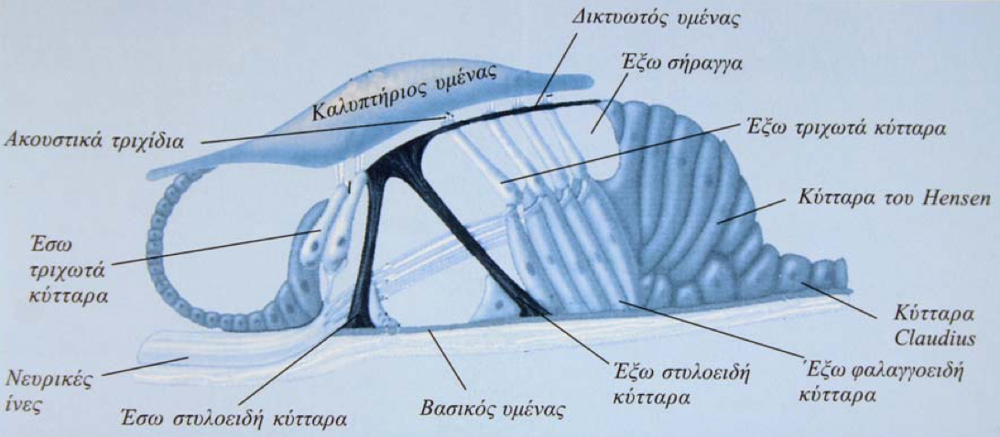 Δικτυωτός υμένας
Έξω σήραγγα
Καλυπτήριος υμένας
Ακουστικά τριχίδια
Έξω τριχωτά κύτταρα
Κύτταρα του Hensen
Έσω
τριχωτά
κύτταρα
Κύτταρα
Claudius
Νευρικές
ίνες
Έσω στυλοειδή κύτταρα
Βασικός υμένας
Έξω στυλοειδή
κύτταρα
Έξω φαλαγγοειδή
κύτταρα